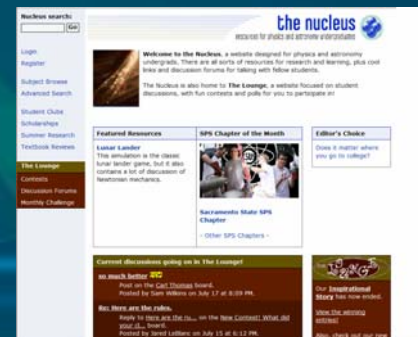 Nucleus search:
Go
the nucleus
resources for physics and astronomy undergraduates
Login
Register
Subject Browse
Advanced Search
Student Clubs
Scholarships
Summer Research
Textbook Reviews
The Lounge
Contests
Discussion Forums
Monthly Challenge
Welcome to the Nucleus, a website designed for physics and astronomy
undergrads. There are all sorts of resources for research and learning, plus cool
links and discussion forums for talking with fellow students.
The Nucleus is also home to The Lounge, a website focused on student
discussions, with fun contests and polls for you to participate in!
Featured Resources
Lunar Lander
This simulation is the classic
lunar lander game, but it also
contains a lot of discussion of
Newtonian mechanics.
SPS Chapter of the Month
Sacramento State SPS
Chapter
- Other SPS Chapters -
Editor's Choice
Does it matter where
you go to college?
Current discussions going on in The Lounge!
so much better
Post on the Carl Thomas board.
Posted by Sam Wilkins on July 17 at 8:09 PM.
Re: Here are the rules.
Reply to Here are the ru... on the New Contest! What did
your cl... board.
Posted by Jared LeBlanc on July 15 at 6:12 PM.
the
LOUNGE
Our Inspirational
Story has now ended.
View the winning
entries!
Also, check out our new